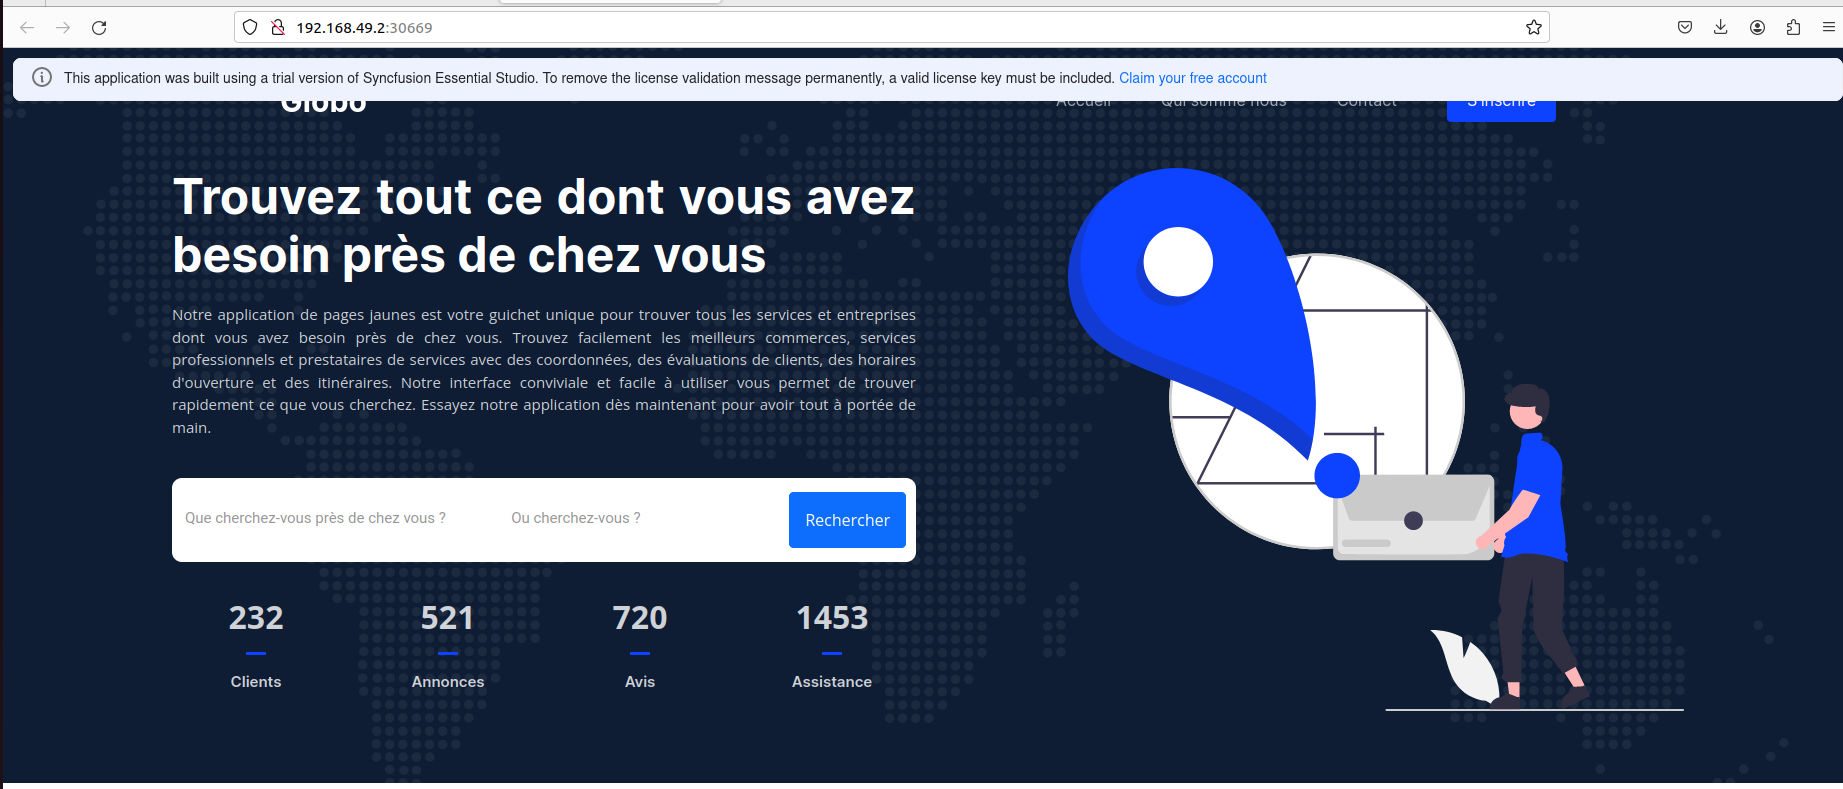 192.168.49.2:30669
This application was built using a trial version of Syncfusion Essential Studio. To remove the license validation message permanently, a valid license key must be included. Claim your free account
Globo Accueil Qui somme nous Contact S'inscrire
Trouvez tout ce dont vous avez
besoin près de chez vous
Notre application de pages jaunes est votre guichet unique pour trouver tous les services et entreprises
dont vous avez besoin près de chez vous. Trouvez facilement les meilleurs commerces, services
professionnels et prestataires de services avec des coordonnées, des évaluations de clients, des horaires
d'ouverture et des itinéraires. Notre interface conviviale et facile à utiliser vous permet de trouver
rapidement ce que vous cherchez. Essayez notre application dès maintenant pour avoir tout à portée de
main.
Que cherchez-vous près de chez vous ? Ou cherchez-vous ? Rechercher
232 521 720 1453
Clients Annonces Avis Assistance